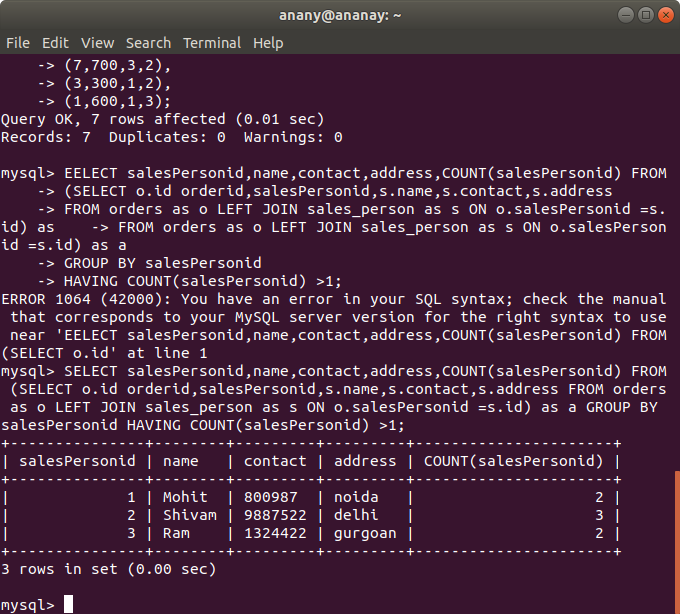 anany@ananay: ~
File Edit View Search Terminal Help
    -> (7,700,3,2),
    -> (3,300,1,2),
    -> (1,600,1,3);
Query OK, 7 rows affected (0.01 sec)
Records: 7  Duplicates: 0  Warnings: 0
mysql> EELECT salesPersonid,name,contact,address,COUNT(salesPersonid) FROM
    -> (SELECT o.id orderid,salesPersonid,s.name,s.contact,s.address
    -> FROM orders as o LEFT JOIN sales_person as s ON o.salesPersonid =s.
id) as    -> FROM orders as o LEFT JOIN sales_person as s ON o.salesPerson
id =s.id) as a
    -> GROUP BY salesPersonid
    -> HAVING COUNT(salesPersonid) >1;
ERROR 1064 (42000): You have an error in your SQL syntax; check the manual
 that corresponds to your MySQL server version for the right syntax to use
 near 'EELECT salesPersonid,name,contact,address,COUNT(salesPersonid) FROM
(SELECT o.id' at line 1
mysql> SELECT salesPersonid,name,contact,address,COUNT(salesPersonid) FROM
 (SELECT o.id orderid,salesPersonid,s.name,s.contact,s.address FROM orders
 as o LEFT JOIN sales_person as s ON o.salesPersonid =s.id) as a GROUP BY
salesPersonid HAVING COUNT(salesPersonid) >1;
+---------------+--------+---------+---------+----------------------+
| salesPersonid | name   | contact | address | COUNT(salesPersonid) |
+---------------+--------+---------+---------+----------------------+
|             1 | Mohit  | 800987  | noida   |                    2 |
|             2 | Shivam | 9887522 | delhi   |                    3 |
|             3 | Ram    | 1324422 | gurgoan |                    2 |
+---------------+--------+---------+---------+----------------------+
3 rows in set (0.00 sec)
mysql>